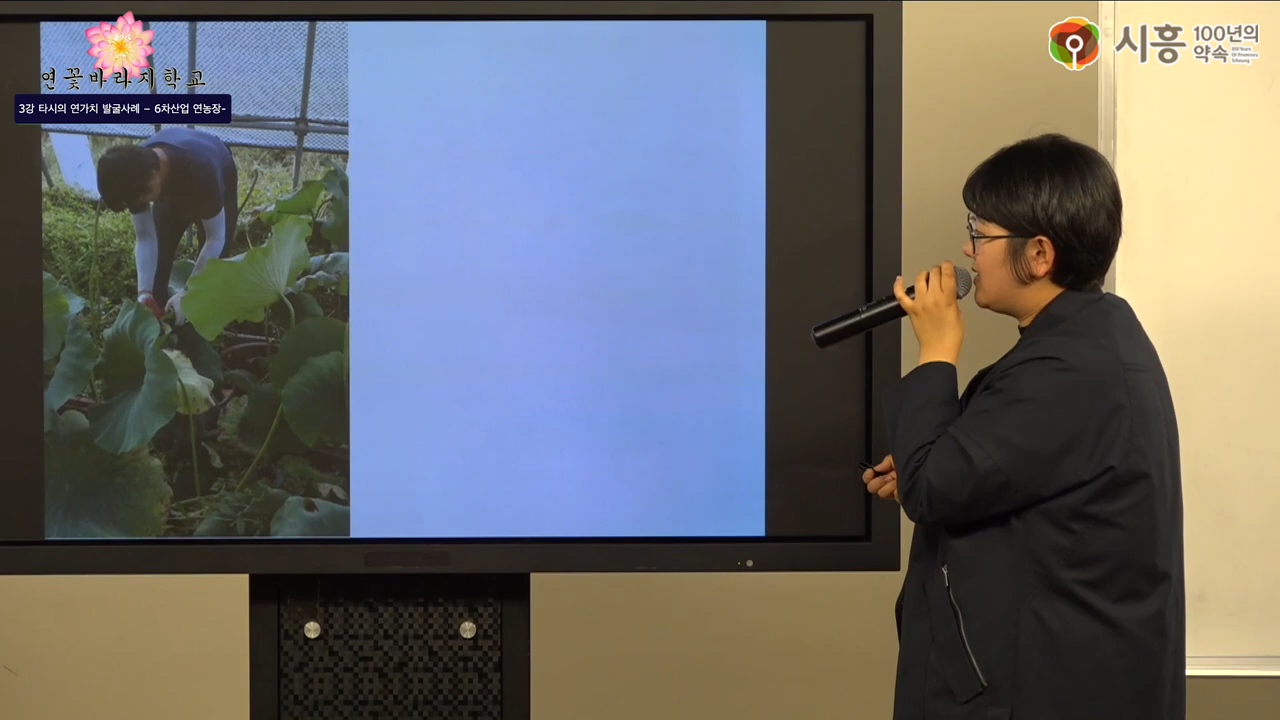 연꽃바라지학교
3강 타시의 연가치 발굴사례 - 6차산업 연농장-
시흥 100년의
약속